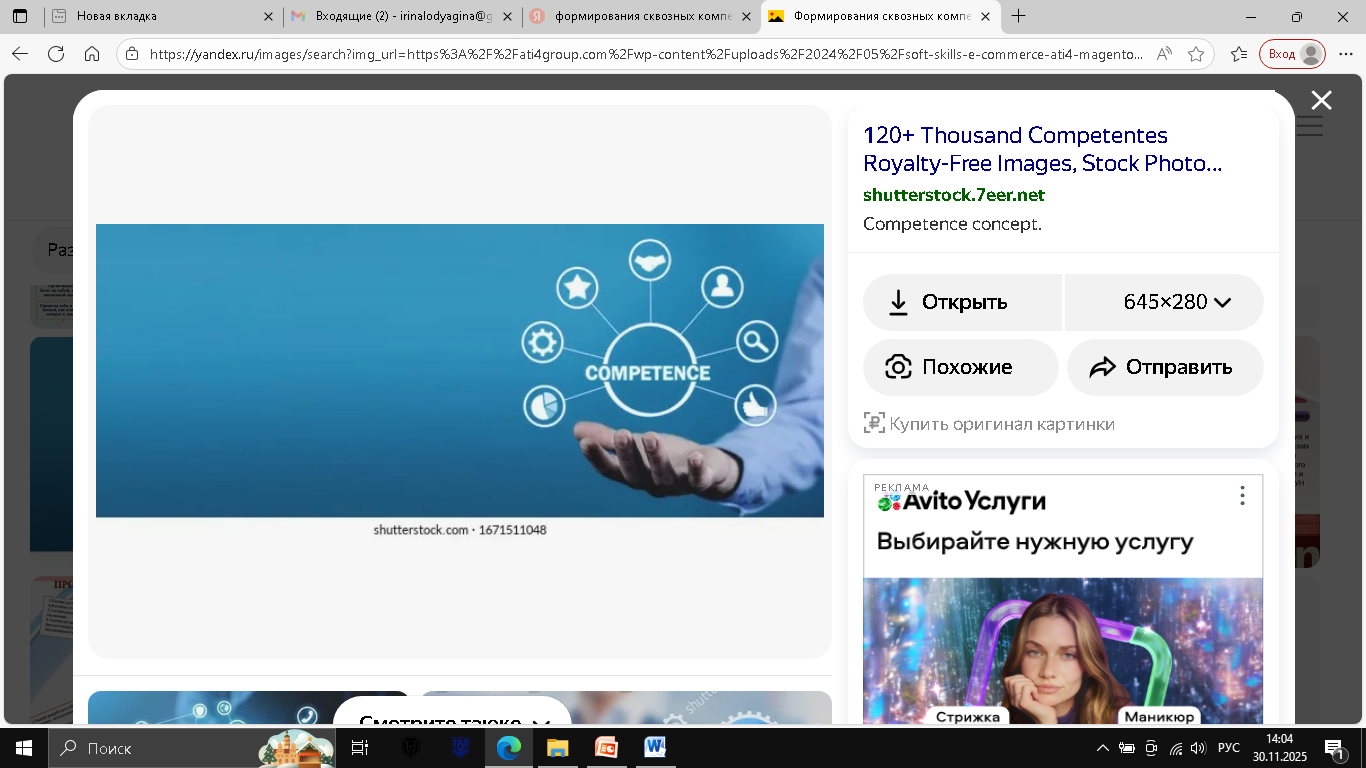 Новая вкладка
Входящие (2) - irinalodyagina@g
формирования сквозных компе
Формирования сквозных компе
https://yandex.ru/images/search?img_url=https%3A%2F%2Fati4group.com%2Fwp-content%2Fuploads%2F2024%2F05%2Fsoft-skills-e-commerce-ati4-magento...
Вход
Раз
COMPETENCE
shutterstock.com · 1671511048
120+ Thousand Competentes
Royalty-Free Images, Stock Photo...
shutterstock.7eer.net
Competence concept.
Открыть
645×280
Похожие
Отправить
Купить оригинал картинки
РЕКЛАМА
Avito Услуги
Выбирайте нужную услугу
Стрижка
Маникюр
Смотрите также
Поиск
РУС
14:04
30.11.2025
1